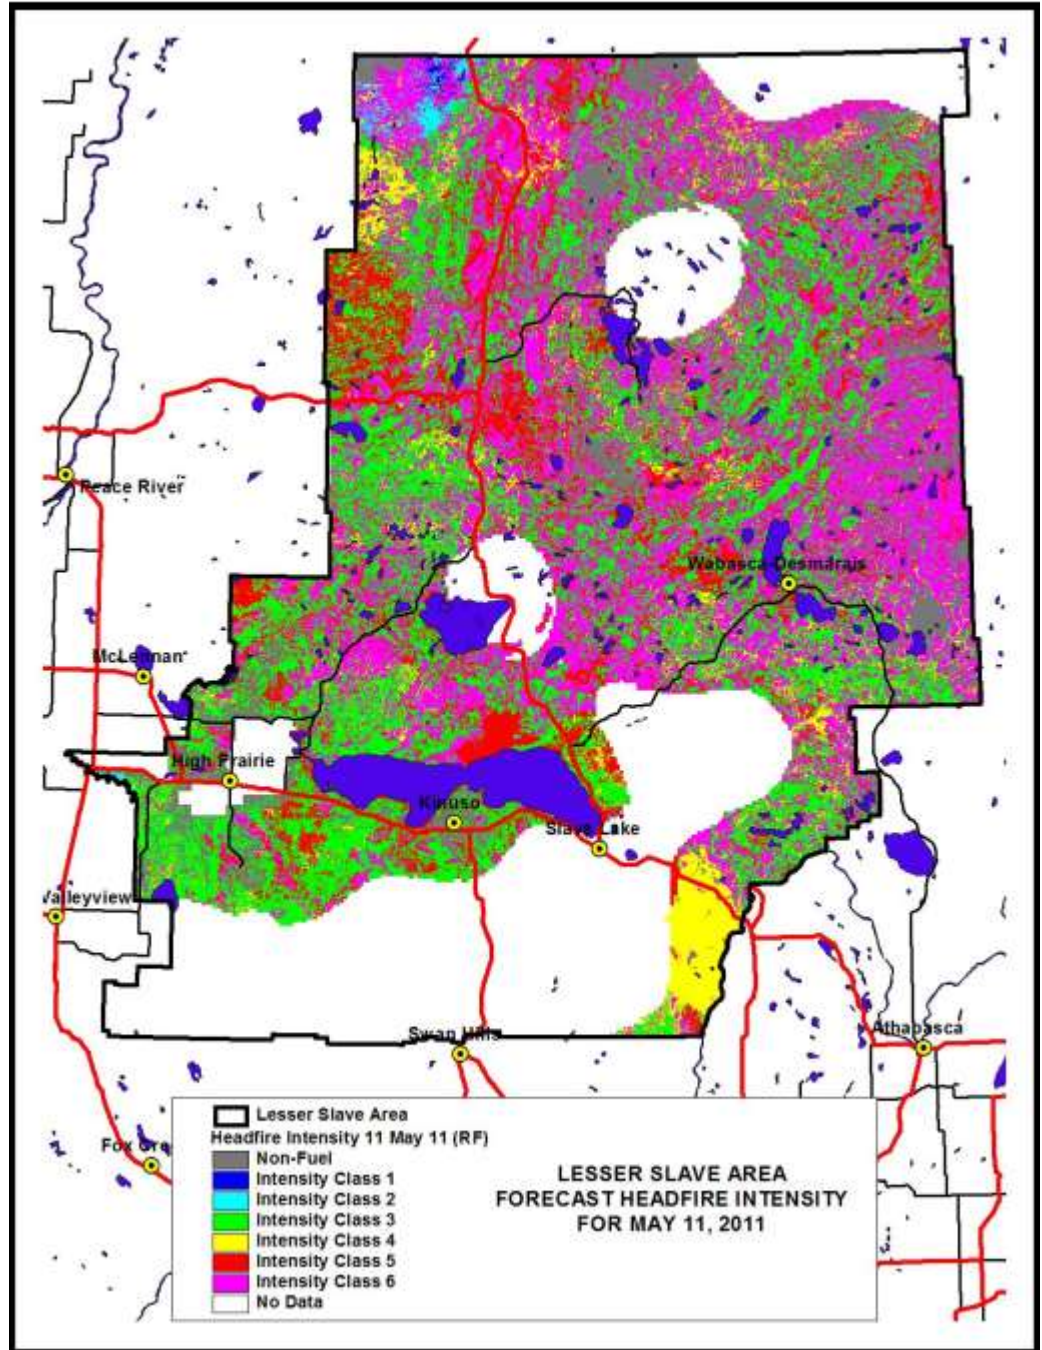 Peace River
Wabasca-Desmarais
McLennan
High Prairie
Kinuso
Slave Lake
Valleyview
Swan Hills
Athabasca
Fox Cre
Lesser Slave Area
Headfire Intensity 11 May 11 (RF)
Non-Fuel
Intensity Class 1
Intensity Class 2
Intensity Class 3
Intensity Class 4
Intensity Class 5
Intensity Class 6
No Data
LESSER SLAVE AREA
FORECAST HEADFIRE INTENSITY
FOR MAY 11, 2011